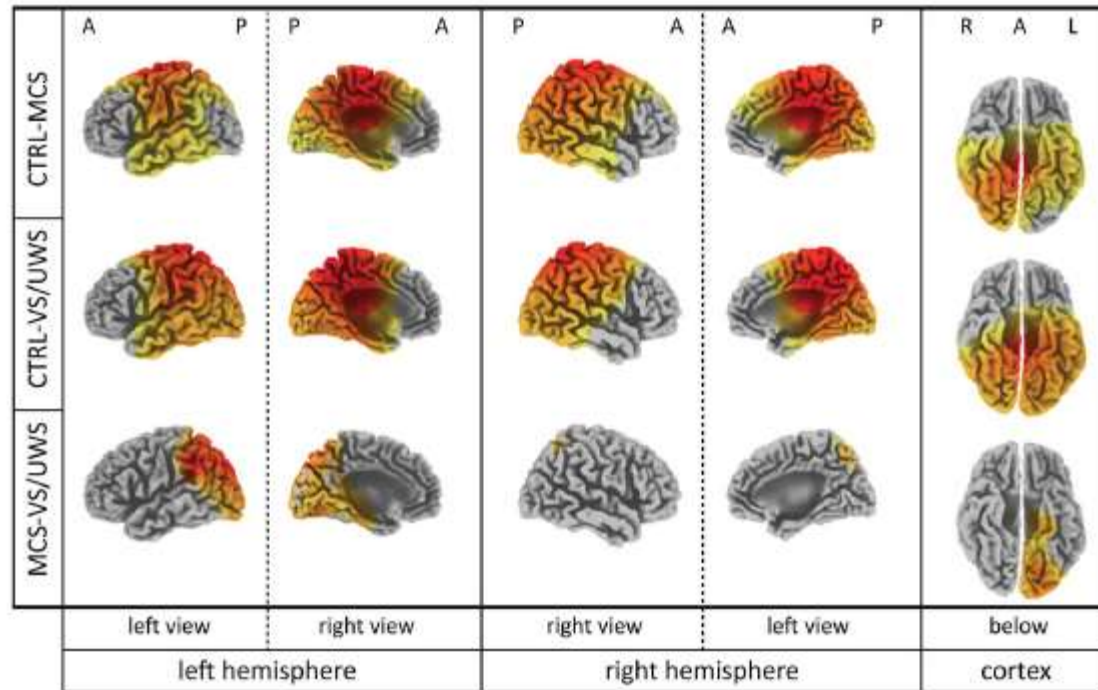 A P P A P A A P R A L
CTRL-MCS
CTRL-VS/UWS
MCS-VS/UWS
left view right view right view left view below
left hemisphere right hemisphere cortex